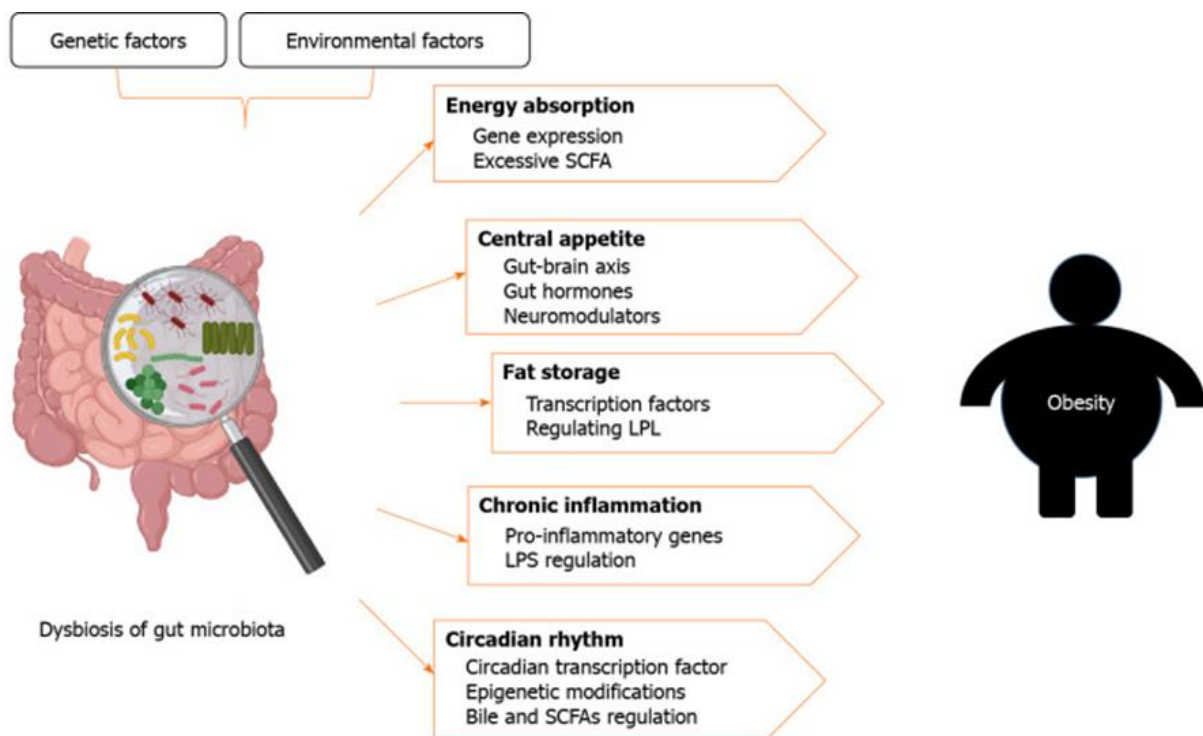 Genetic factors
Environmental factors
Energy absorption
Gene expression
Excessive SCFA
Central appetite
Gut-brain axis
Gut hormones
Neuromodulators
Fat storage
Transcription factors
Regulating LPL
Chronic inflammation
Pro-inflammatory genes
LPS regulation
Circadian rhythm
Circadian transcription factor
Epigenetic modifications
Bile and SCFAs regulation
Dysbiosis of gut microbiota
Obesity